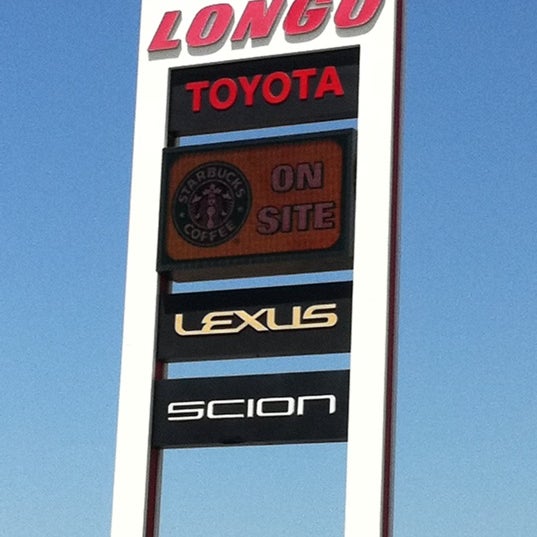 LONGO
TOYOTA
STARBUCKS
COFFEE
ON
SITE
LEXUS
SCION